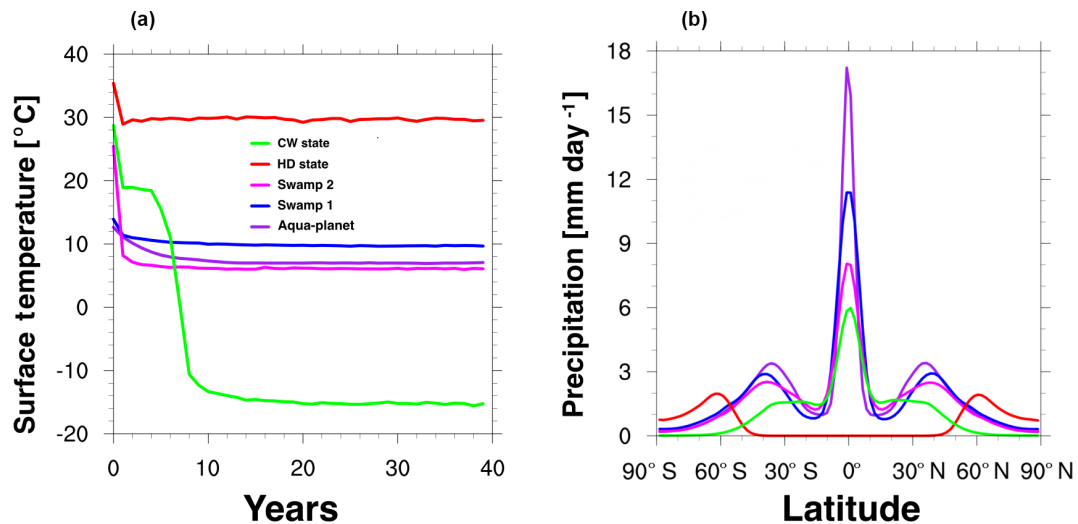 (a)
Surface temperature [°C]
40
30
20
10
0
-10
-20
CW state
HD state
Swamp 2
Swamp 1
Aqua-planet
0 10 20 30 40
Years
(b)
Precipitation [mm day⁻¹]
18
15
12
9
6
3
0
90° S 60° S 30° S 0° 30° N 60° N 90° N
Latitude